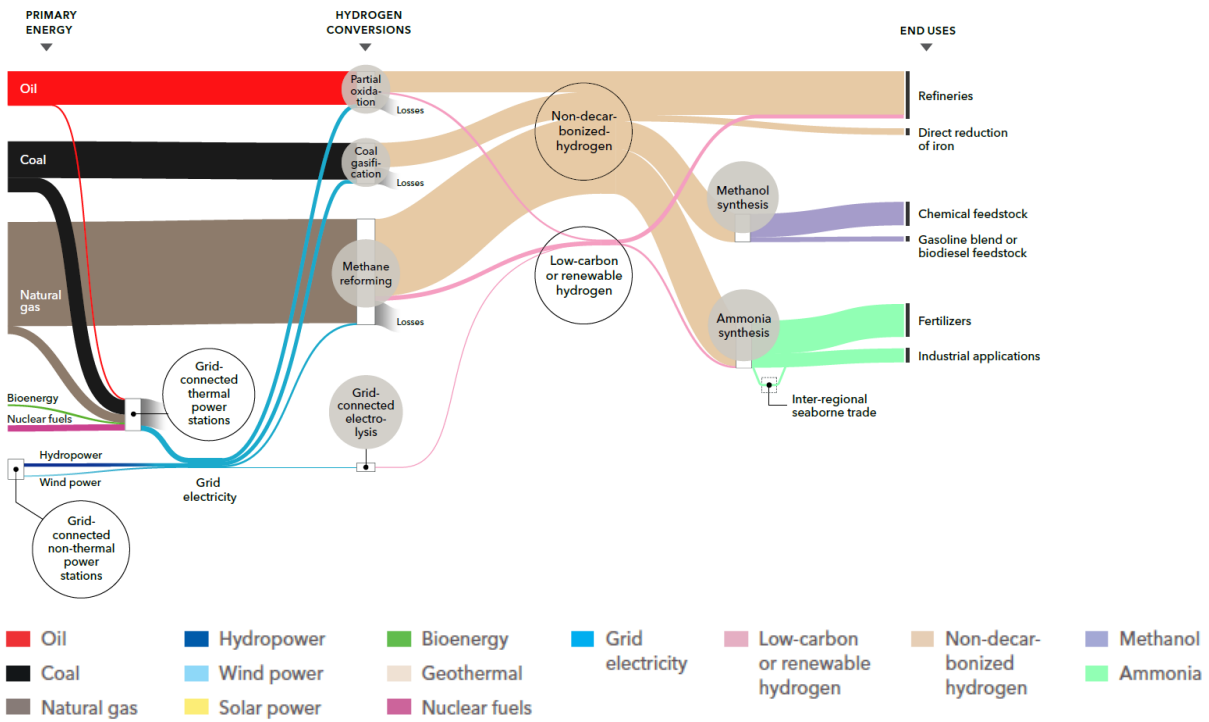 PRIMARY
ENERGY
HYDROGEN
CONVERSIONS
END USES
Oil
Partial
oxida-
tion
Losses
Non-decar-
bonized-
hydrogen
Refineries
Direct reduction
of iron
Coal
Coal
gasifi-
cation
Losses
Methanol
synthesis
Chemical feedstock
Gasoline blend or
biodiesel feedstock
Natural
gas
Methane
reforming
Losses
Low-carbon
or renewable
hydrogen
Ammonia
synthesis
Fertilizers
Industrial applications
Inter-regional
seaborne trade
Grid-
connected
thermal
power
stations
Grid-
connected
electro-
lysis
Bioenergy
Nuclear fuels
Hydropower
Wind power
Grid
electricity
Grid-
connected
non-thermal
power
stations
Oil
Coal
Natural gas
Hydropower
Wind power
Solar power
Bioenergy
Geothermal
Nuclear fuels
Grid
electricity
Low-carbon
or renewable
hydrogen
Non-decar-
bonized
hydrogen
Methanol
Ammonia